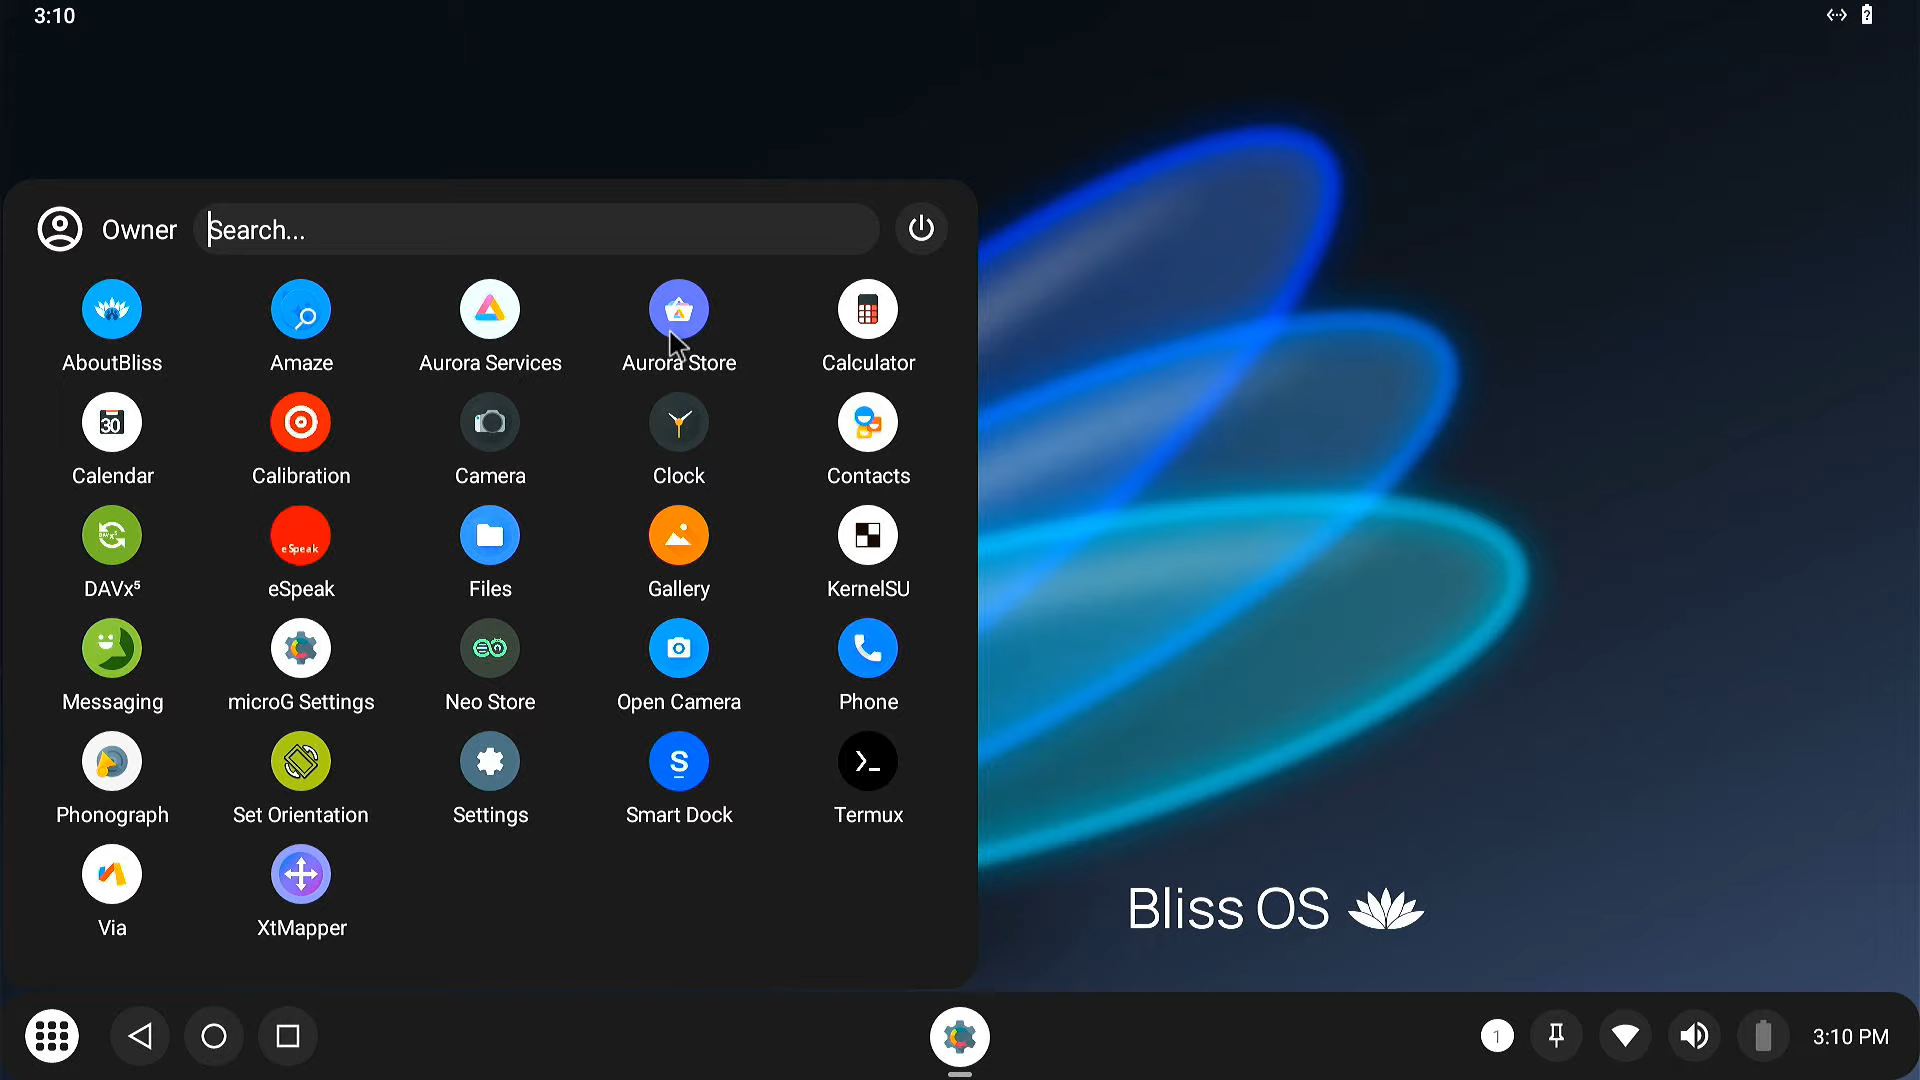 3:10
Owner Search...
AboutBliss Amaze Aurora Services Aurora Store Calculator
30
Calendar Calibration Camera Clock Contacts
eSpeak
DAVx⁵ eSpeak Files Gallery KernelSU
Messaging microG Settings Neo Store Open Camera Phone
S >_
Phonograph Set Orientation Settings Smart Dock Termux
Via XtMapper
Bliss OS
1 3:10 PM